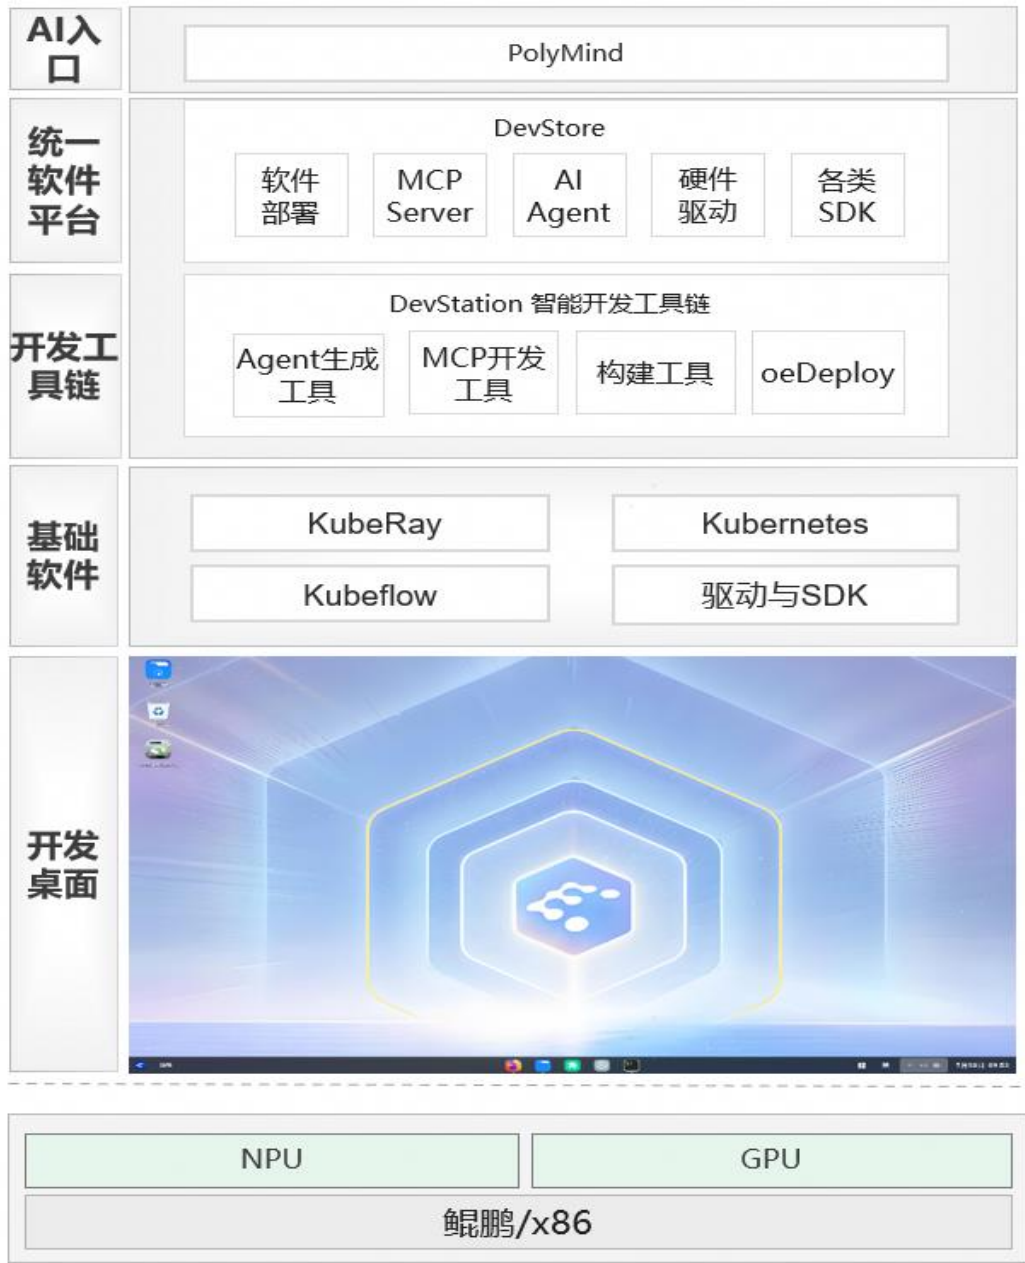 AI入
口
PolyMind
统一
软件
平台
DevStore
软件
部署
MCP
Server
AI
Agent
硬件
驱动
各类
SDK
开发工
具链
DevStation 智能开发工具链
Agent生成
工具
MCP开发
工具
构建工具
oeDeploy
基础
软件
KubeRay
Kubernetes
Kubeflow
驱动与SDK
开发
桌面
NPU
GPU
鲲鹏/x86